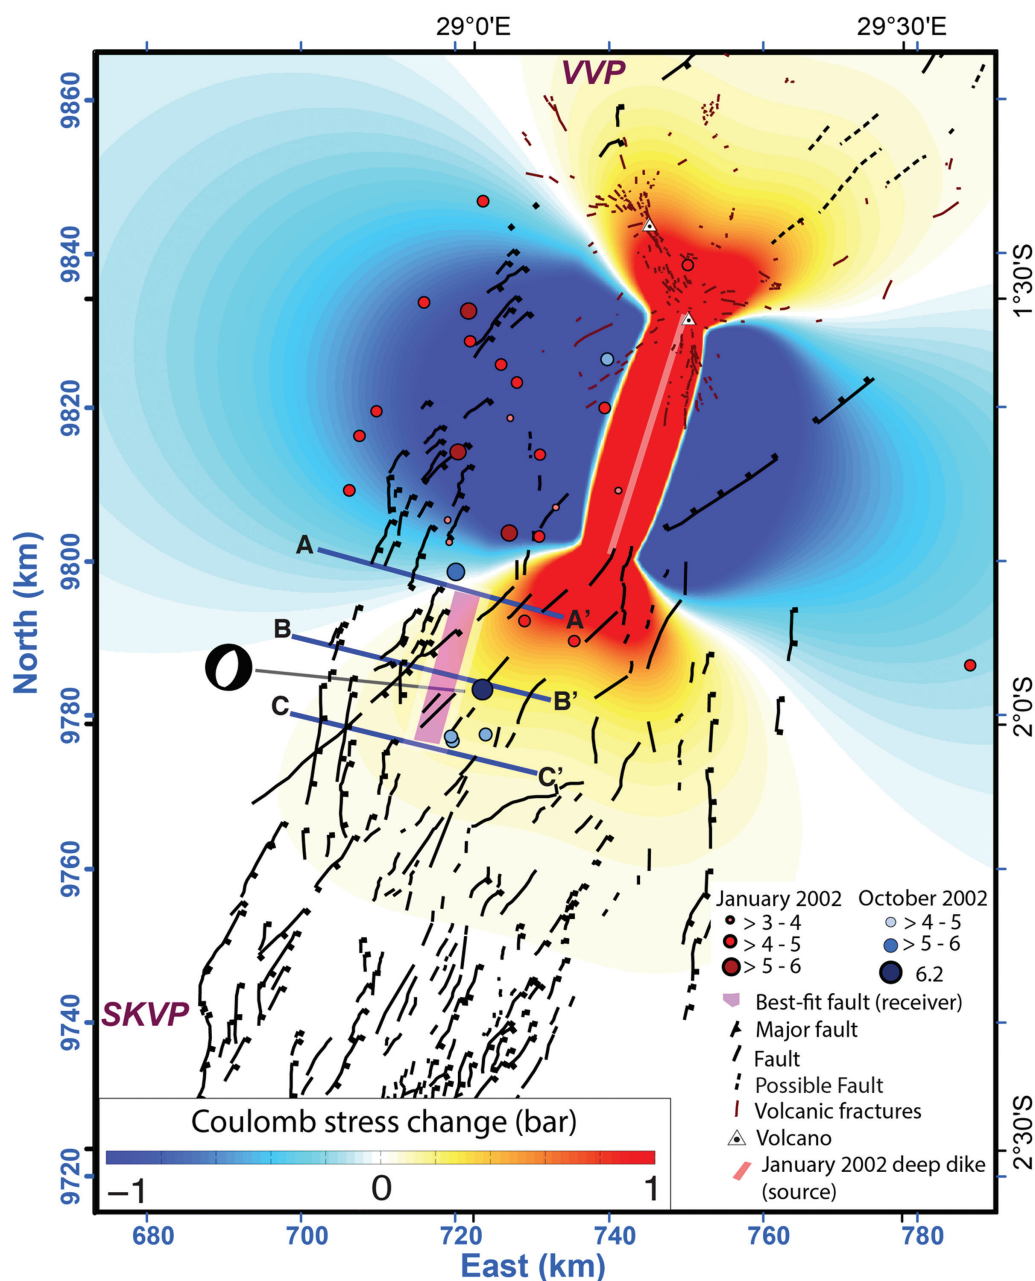 29°0'E
29°30'E
VVP
9860
9840
9820
9800
9780
9760
9740
9720
North (km)
1°30'S
2°0'S
2°30'S
A
A'
B
B'
C
C'
SKVP
January 2002
> 3 - 4
> 4 - 5
> 5 - 6
October 2002
> 4 - 5
> 5 - 6
6.2
Best-fit fault (receiver)
Major fault
Fault
Possible Fault
Volcanic fractures
Volcano
January 2002 deep dike
(source)
Coulomb stress change (bar)
−1
0
1
680
700
720
740
760
780
East (km)